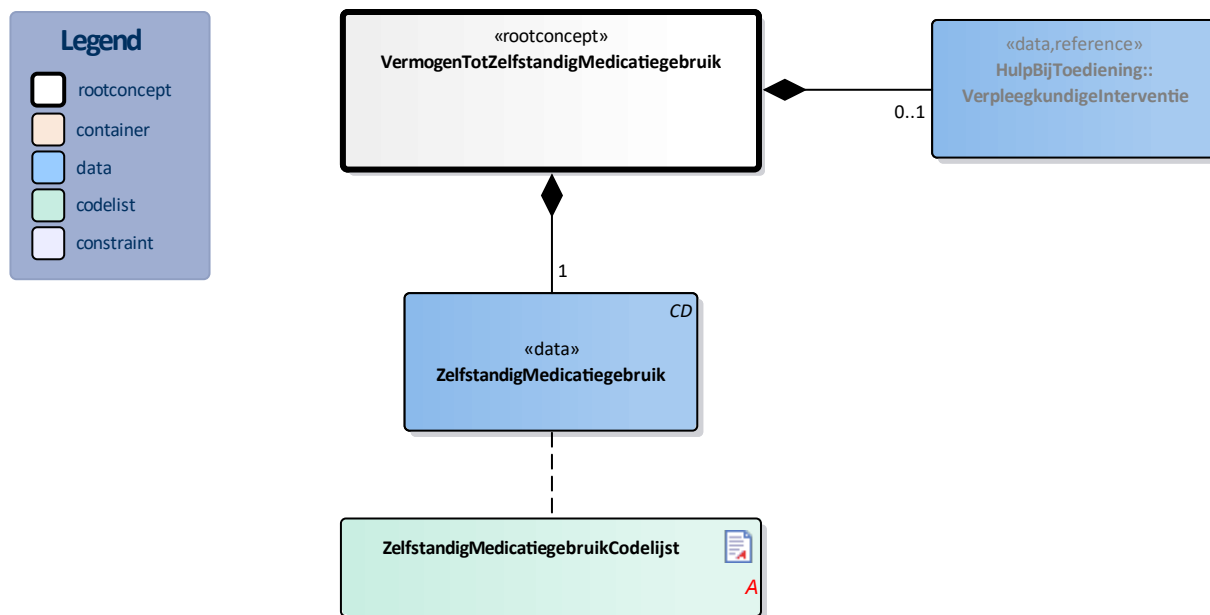 Legend
rootconcept
container
data
codelist
constraint
«rootconcept»
VermogenTotZelfstandigMedicatiegebruik
«data,reference»
HulpBijToediening::
VerpleegkundigeInterventie
0..1
1
CD
«data»
ZelfstandigMedicatiegebruik
ZelfstandigMedicatiegebruikCodelijst
A